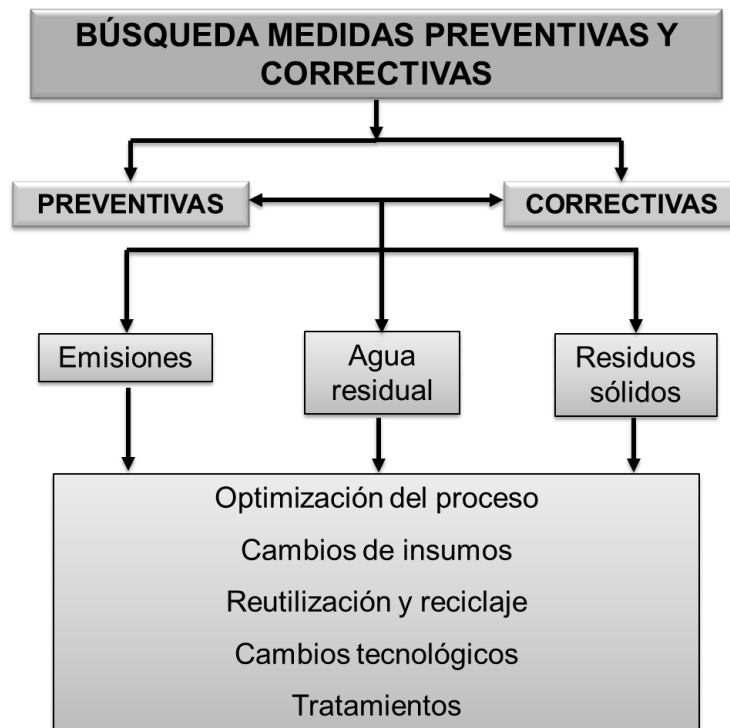 BÚSQUEDA MEDIDAS PREVENTIVAS Y
CORRECTIVAS
PREVENTIVAS
CORRECTIVAS
Emisiones
Agua
residual
Residuos
sólidos
Optimización del proceso
Cambios de insumos
Reutilización y reciclaje
Cambios tecnológicos
Tratamientos